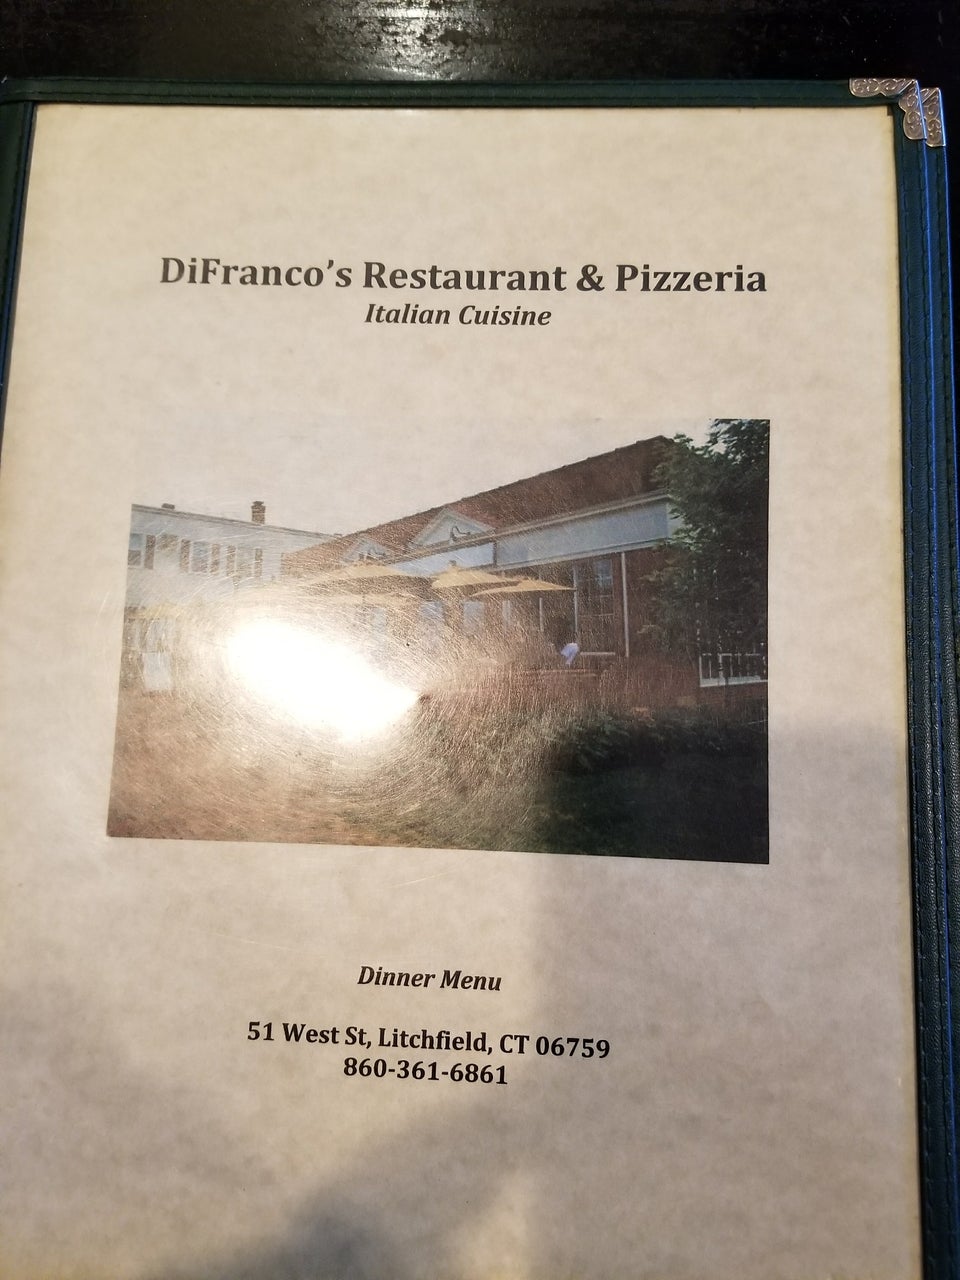 DiFranco’s Restaurant & Pizzeria
Italian Cuisine
Dinner Menu
51 West St, Litchfield, CT 06759
860-361-6861